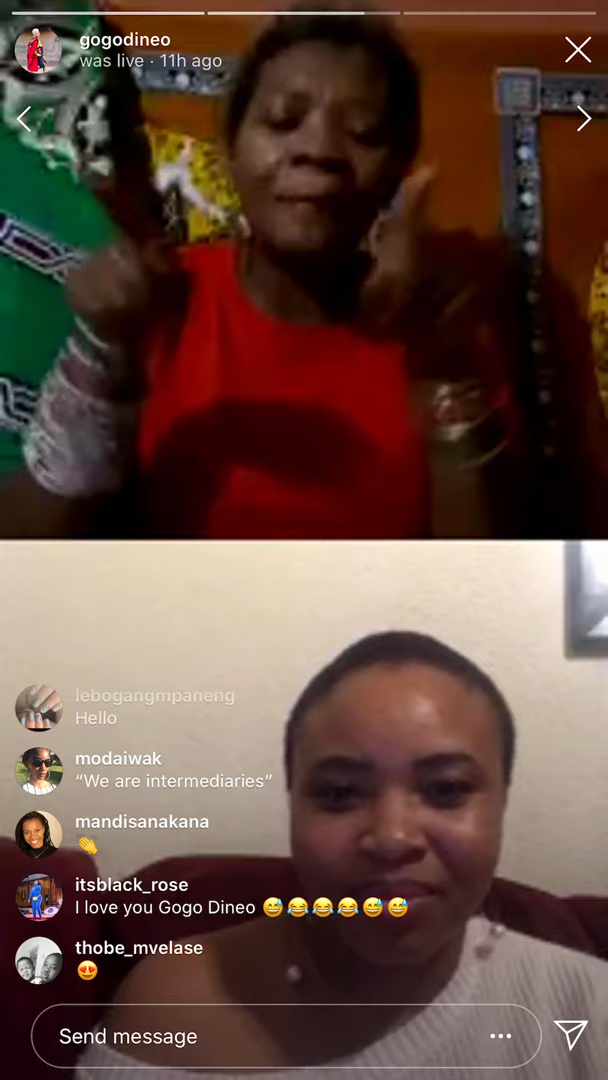 gogodineo
was live · 11h ago
lebogangmpaneng
Hello
modaiwak
“We are intermediaries”
mandisanakana
👏
itsblack_rose
I love you Gogo Dineo 😅😂😂😂😅😅
thobe_mvelase
😍
Send message